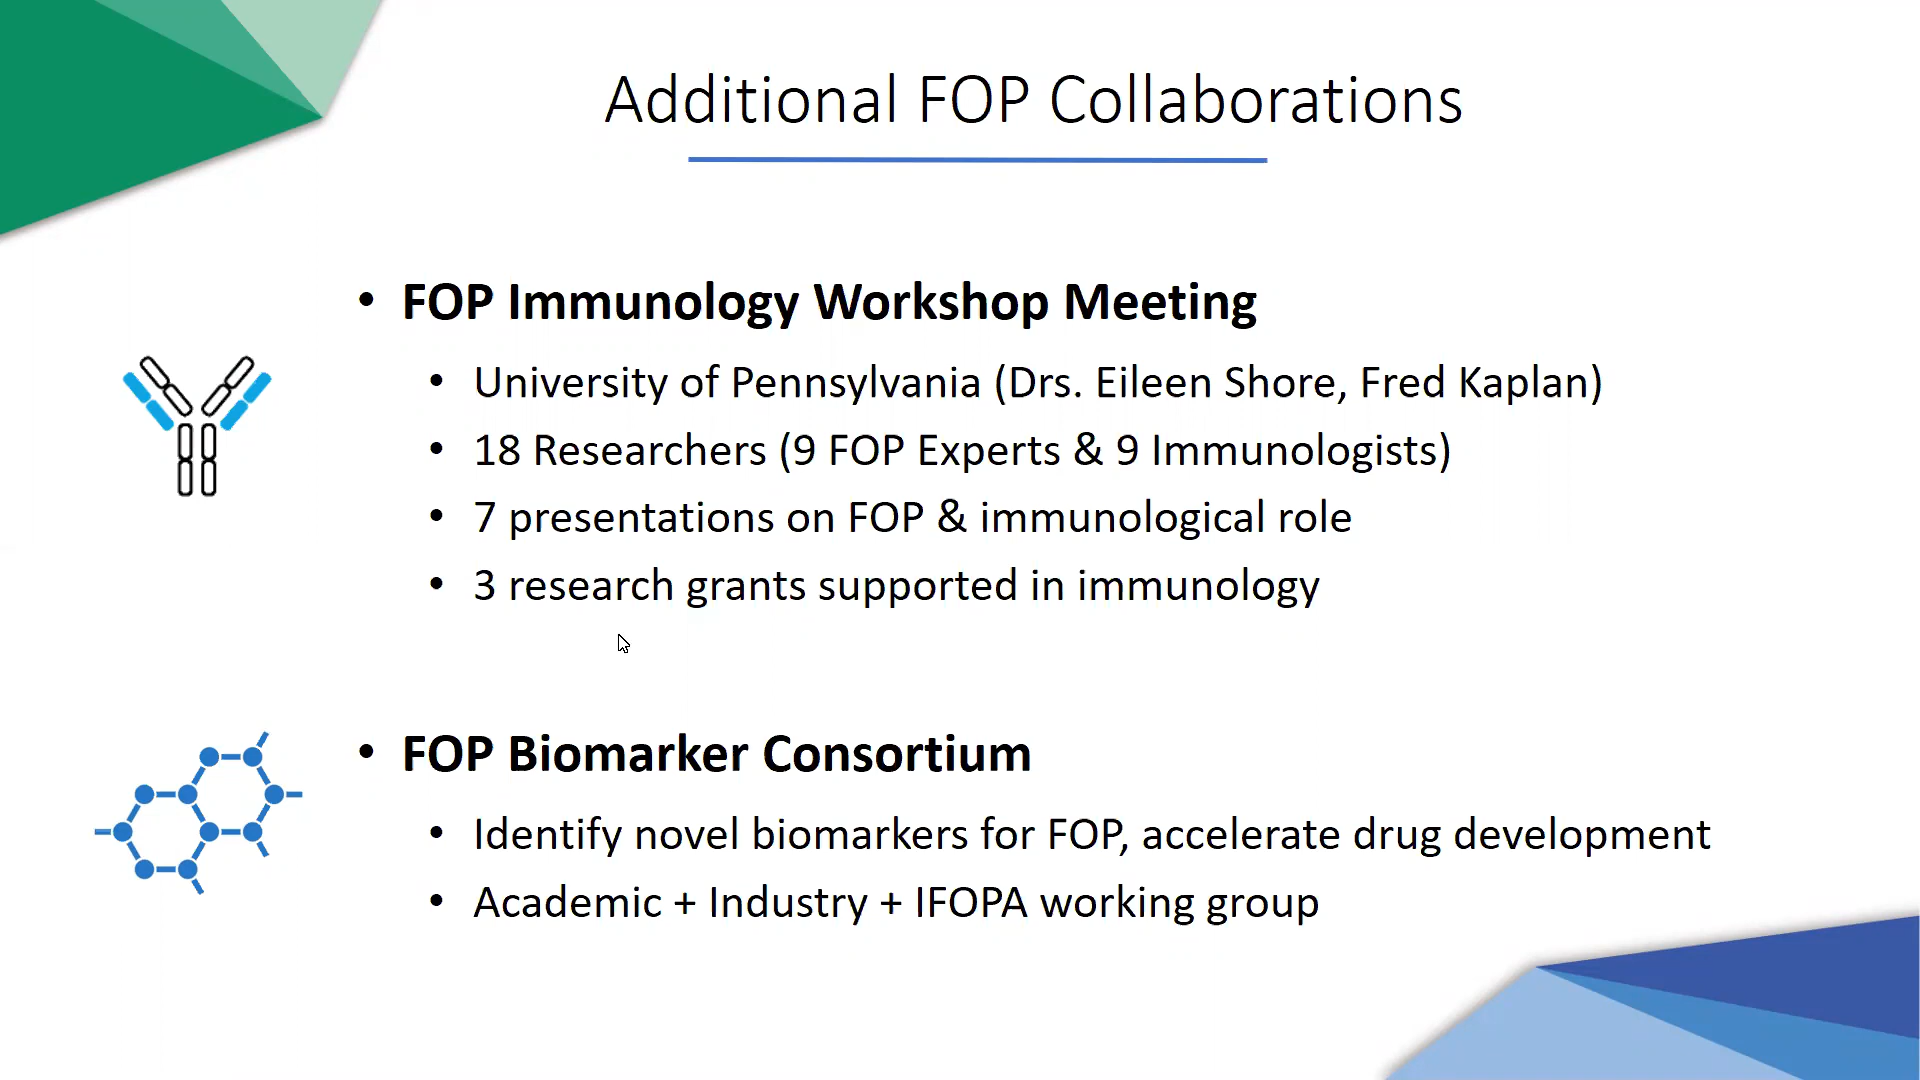 Additional FOP Collaborations
• FOP Immunology Workshop Meeting
• University of Pennsylvania (Drs. Eileen Shore, Fred Kaplan)
• 18 Researchers (9 FOP Experts & 9 Immunologists)
• 7 presentations on FOP & immunological role
• 3 research grants supported in immunology
• FOP Biomarker Consortium
• Identify novel biomarkers for FOP, accelerate drug development
• Academic + Industry + IFOPA working group